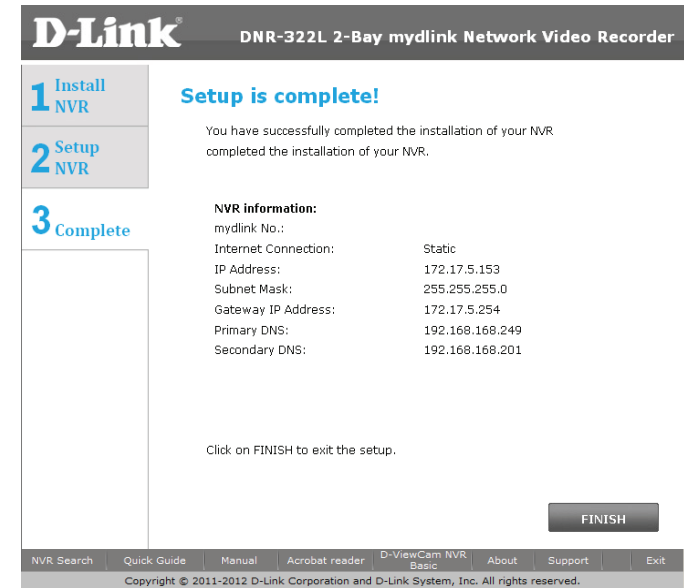 D-Link®
DNR-322L 2-Bay mydlink Network Video Recorder
1 Install
NVR
2 Setup
NVR
3 Complete
Setup is complete!
You have successfully completed the installation of your NVR
completed the installation of your NVR.
NVR information:
mydlink No.:
Internet Connection: Static
IP Address: 172.17.5.153
Subnet Mask: 255.255.255.0
Gateway IP Address: 172.17.5.254
Primary DNS: 192.168.168.249
Secondary DNS: 192.168.168.201
Click on FINISH to exit the setup.
FINISH
NVR Search Quick Guide Manual Acrobat reader D-ViewCam NVR Basic About Support Exit
Copyright © 2011-2012 D-Link Corporation and D-Link System, Inc. All rights reserved.